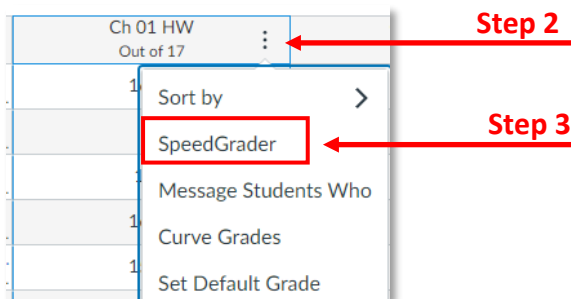 Ch 01 HW
Step 2
Out of 17
Sort by
SpeedGrader
Step 3
Message Students Who
Curve Grades
Set Default Grade